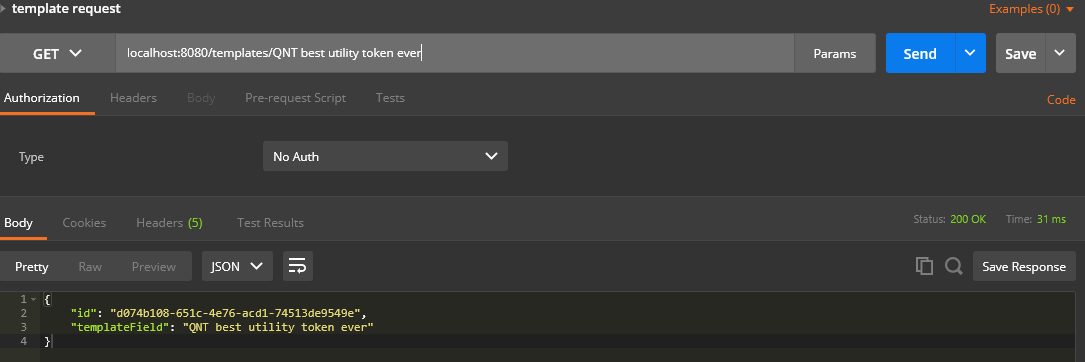 template request Examples (0)
GET localhost:8080/templates/QNT best utility token ever Params Send Save
Authorization Headers Body Pre-request Script Tests Code
Type No Auth
Body Cookies Headers (5) Test Results Status: 200 OK Time: 31 ms
Pretty Raw Preview JSON Save Response
1 {
2 "id": "d074b108-651c-4e76-acd1-74513de9549e",
3 "templateField": "QNT best utility token ever"
4 }